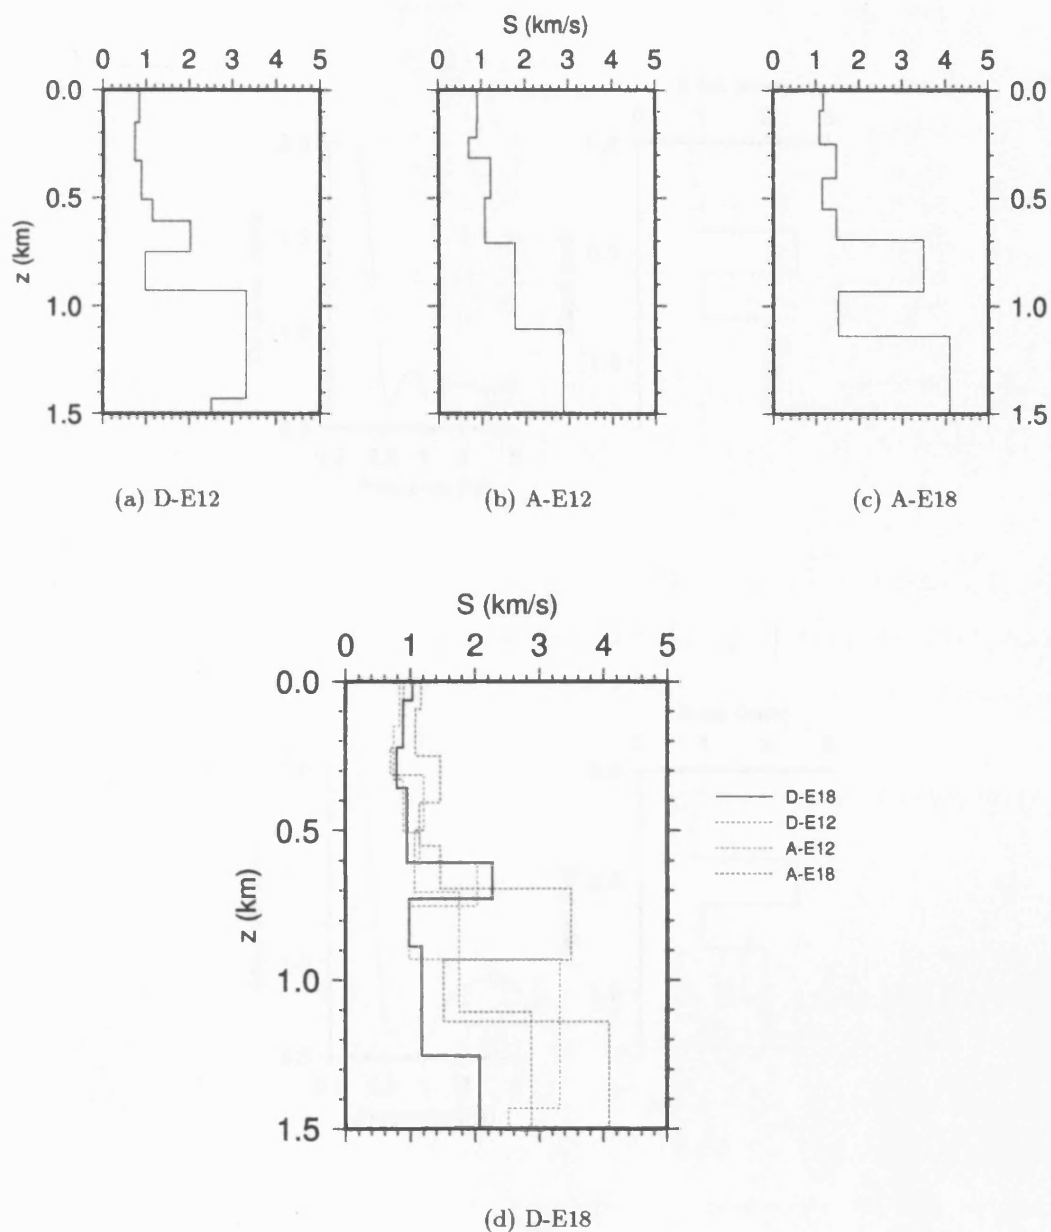 S (km/s)
0 1 2 3 4 5 0 1 2 3 4 5 0 1 2 3 4 5
0.0 0.0
0.5 0.5
z (km)
1.0 1.0
1.5 1.5
(a) D-E12 (b) A-E12 (c) A-E18
S (km/s)
0 1 2 3 4 5
0.0
0.5
z (km)
1.0
1.5
D-E18
D-E12
A-E12
A-E18
(d) D-E18